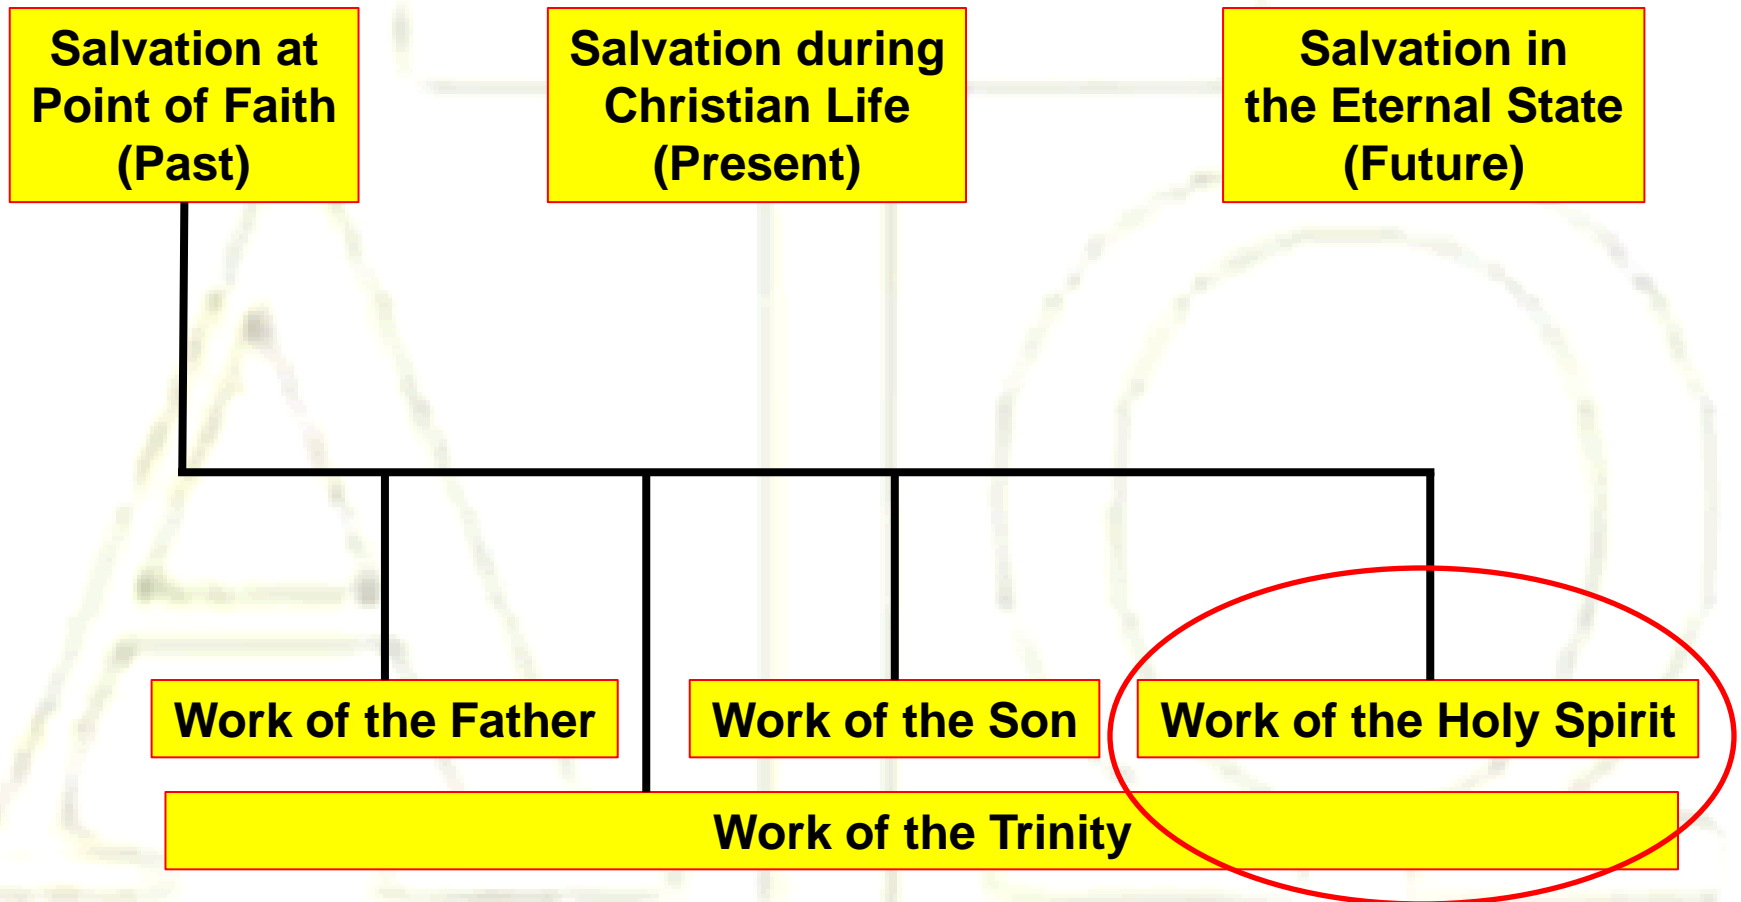 Salvation at
Point of Faith
(Past)
Salvation during
Christian Life
(Present)
Salvation in
the Eternal State
(Future)
Work of the Father
Work of the Son
Work of the Holy Spirit
Work of the Trinity